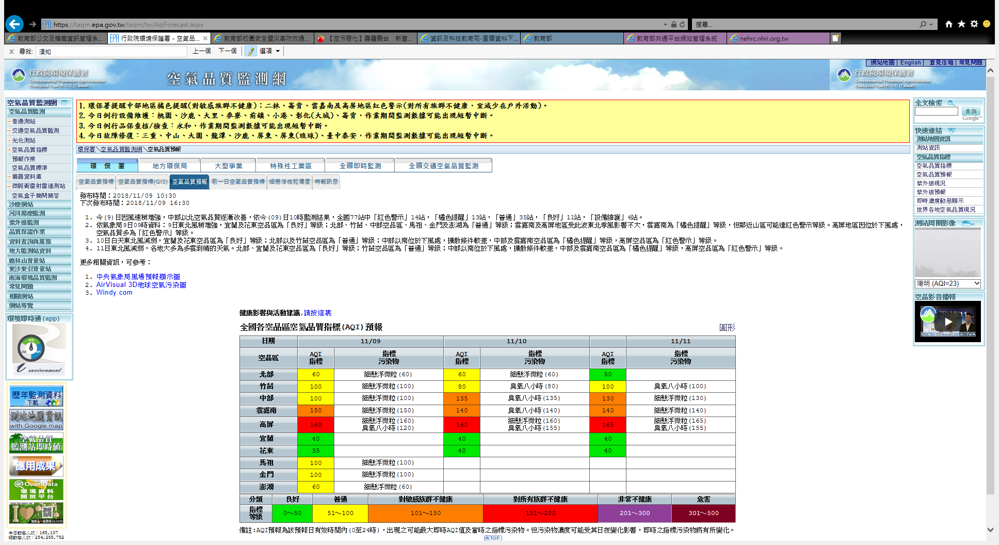 https://taqm.epa.gov.tw/taqm/tw/AqiForecast.aspx
搜尋...
教育部公文及檔案資訊管理系...
行政院環境保護署 - 空氣品...
教育部校園安全暨災害防救通...
【空污惡化】霧霾襲台 新營...
資訊及科技教育司-宣導資料下...
教育部
教育部共通平台網站管理系統
nehrc.nhri.org.tw
尋找: 須知 上一個 下一個 選項
網站地圖 | English | 意見信箱 | 常見問題
行政院環境保護署
Environmental Protection Administration
Executive Yuan R.O.C.(Taiwan)
空氣品質監測網
行政院環境保護署
Environmental Protection Administration
Executive Yuan R.O.C.(Taiwan)
空氣品質監測網
空氣品質監測
普通測站
交通空氣品質監測
光化測站
空氣品質指標
預報作業
空氣品質標準
儀器資料庫
微脈衝雷射雷達測站
空氣盒子簡問簡答
沙塵網站
河川揚塵監測
紫外線監測
品質保證作業
資料查詢與服務
地方監測站資料
鹿林山背景站
東沙東引背景站
南海環境品質監測
常見問題
相關網站
網站導覽
環境即時通(app)
AQI
i environment
歷年監測資料
下載
測站地圖資訊
with Google map
空氣品質
監測站即時值
應用成果
OpenData
環境資料
開放平台
今日訪客人次：165,107
總訪客人次：254,255,752
1. 環保署提醒中部地區橘色提醒(對敏感族群不健康)；二林、崙背、雲嘉南及高屏地區紅色警示(對所有族群不健康，宜減少在戶外活動)。
2. 今日例行設備維護：桃園、沙鹿、大里、麥寮、前鎮、小港、彰化(大城)、崙背，作業期間監測數據可能出現短暫中斷。
3. 今日例行品保查核/檢查：永和，作業期間監測數據可能出現短暫中斷。
4. 今日故障修復：三重、中山、大園、龍潭、沙鹿、屏東、屏東(琉球)、臺中泰安，作業期間監測數據可能出現短暫中斷。
環保署\空氣品質監測網\空氣品質預報
環 保 署 地方環保局 大型事業 特殊性工業區 全國即時監測 全國交通空氣品質監測
空氣品質指標 空氣品質指標(GIS) 空氣品質預報 前一日空氣品質指標 細懸浮微粒濃度 特報訊息
發布時間：2018/11/09 10:30
下次發布時間：2018/11/09 16:30
1. 今(9)日因風速稍增強，中部以北空氣品質逐漸改善，依今(09)日10時監測結果，全國77站中「紅色警示」14站，「橘色提醒」13站，「普通」35站，「良好」11站，「設備維護」4站。
2. 依氣象局9日09時資料：9日東北風稍增強，宜蘭及花東空品區為「良好」等級；北部、竹苗、中部空品區、馬祖、金門及澎湖為「普通」等級；雲嘉南及高屏地區受此波東北季風影響不大，雲嘉南為「橘色提醒」等級，但鄰近山區可能達紅色警示等級。高屏地區因位於下風處，
空氣品質多為「紅色警示」等級。
3. 10日白天東北風減弱，宜蘭及花東空品區為「良好」等級；北部以及竹苗空品區為「普通」等級；中部以南位於下風處，擴散條件較差，中部及雲嘉南空品區為「橘色提醒」等級，高屏空品區為「紅色警示」等級。
4. 11日東北風減弱，各地大多為多雲到晴的天氣。北部、宜蘭及花東空品區為「良好」等級；竹苗空品區為「普通」等級；中部以南位於下風處，擴散條件較差，中部及雲嘉南空品區為「橘色提醒」等級，高屏空品區為「紅色警示」等級。
更多相關資訊，可參考：
1. 中央氣象局風場預報顯示圖
2. AirVisual 3D地球空氣污染圖
3. Windy.com
健康影響與活動建議,請按這裏
全國各空品區空氣品質指標(AQI)預報 圖形
日期 11/09 11/10 11/11
空品區 AQI 指標 指標 污染物 AQI 指標 指標 污染物 AQI 指標 指標 污染物
北部 60 細懸浮微粒(60) 60 細懸浮微粒(60) 50
竹苗 100 細懸浮微粒(100) 80 臭氧八小時(80) 100 臭氧八小時(100)
中部 100 細懸浮微粒(100) 135 臭氧八小時(135) 130 細懸浮微粒(130)
雲嘉南 150 細懸浮微粒(150) 140 臭氧八小時(140) 140 細懸浮微粒(140)
高屏 160 細懸浮微粒(160) 臭氧八小時(120) 160 細懸浮微粒(160) 臭氧八小時(155) 165 細懸浮微粒(165) 臭氧八小時(155)
宜蘭 40 40 40
花東 35 40 40
馬祖 100 細懸浮微粒(100)
金門 100 細懸浮微粒(100)
澎湖 60 細懸浮微粒(60)
分類 良好 普通 對敏感族群不健康 對所有族群不健康 非常不健康 危害
指標等級 0～50 51～100 101～150 151～200 201～300 301～500
備註:AQI預報為該預報日有效時間內(0至24時)，出現之可能最大即時AQI值及當時之指標污染物。但污染物濃度可能受其日夜變化影響，即時之指標污染物將有所變化。
TOP
全文檢索
查詢
Google
快速連結
測站地圖資訊
測站資訊
空氣品質指標
空氣品質指標
空氣品質預報
紫外線現況
紫外線預報
即時濃度動態顯示
世界各地空氣品質現況
測站周圍影像
陽明 (AQI=23)
空品影音播報
2018/11...